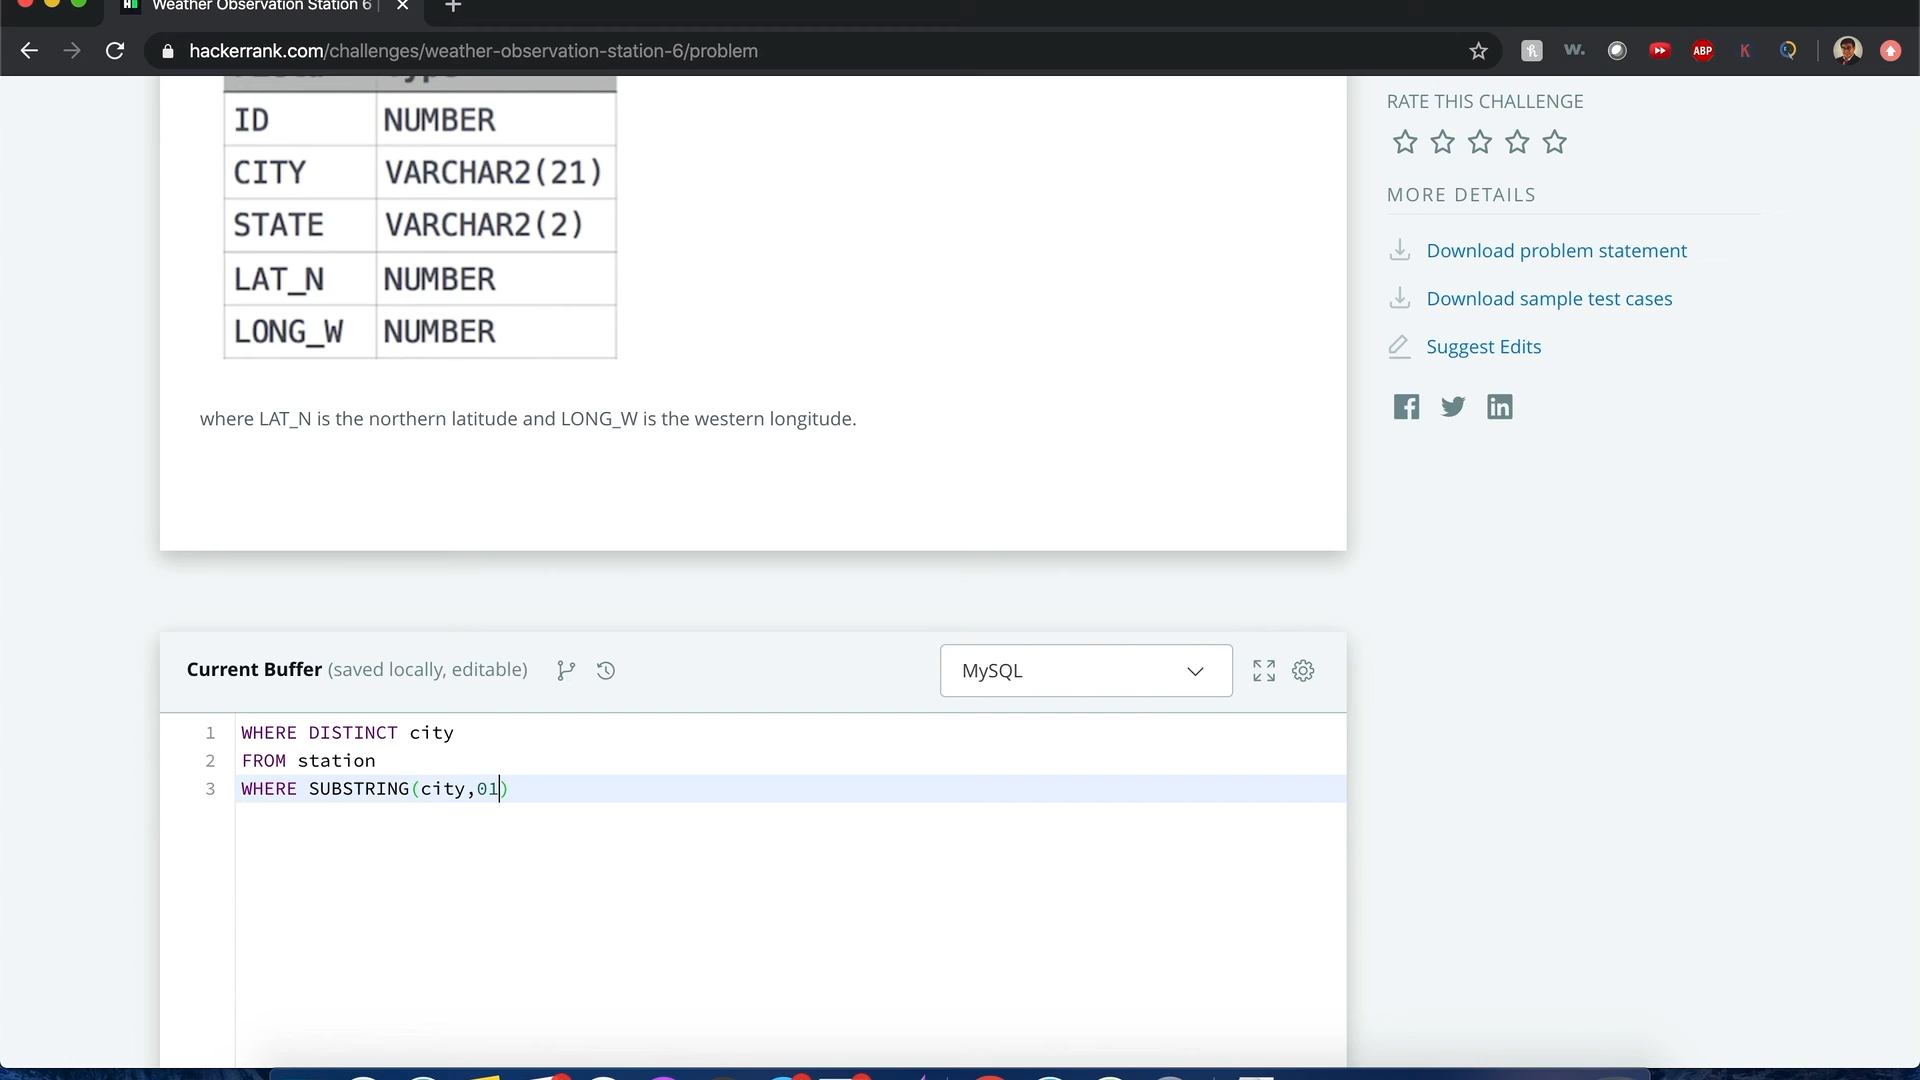 Weather Observation Station 6
hackerrank.com/challenges/weather-observation-station-6/problem
w.
ABP
K
ID NUMBER
CITY VARCHAR2(21)
STATE VARCHAR2(2)
LAT_N NUMBER
LONG_W NUMBER
where LAT_N is the northern latitude and LONG_W is the western longitude.
RATE THIS CHALLENGE
MORE DETAILS
Download problem statement
Download sample test cases
Suggest Edits
Current Buffer (saved locally, editable)
MySQL
1 WHERE DISTINCT city
2 FROM station
3 WHERE SUBSTRING(city,01)